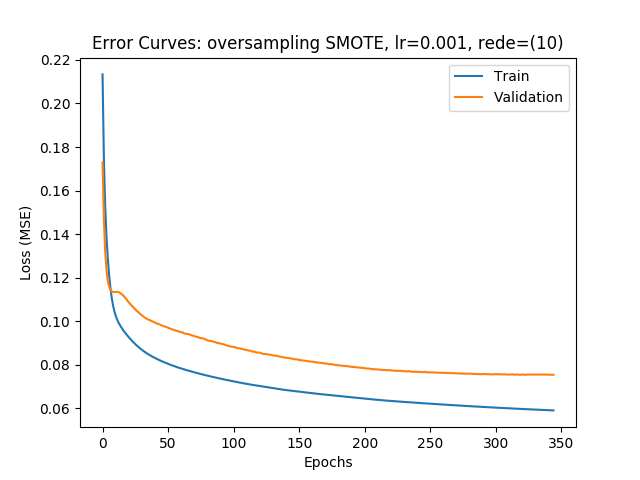 Error Curves: oversampling SMOTE, lr=0.001, rede=(10)
Train
Validation
Loss (MSE)
0.22
0.20
0.18
0.16
0.14
0.12
0.10
0.08
0.06
0 50 100 150 200 250 300 350
Epochs